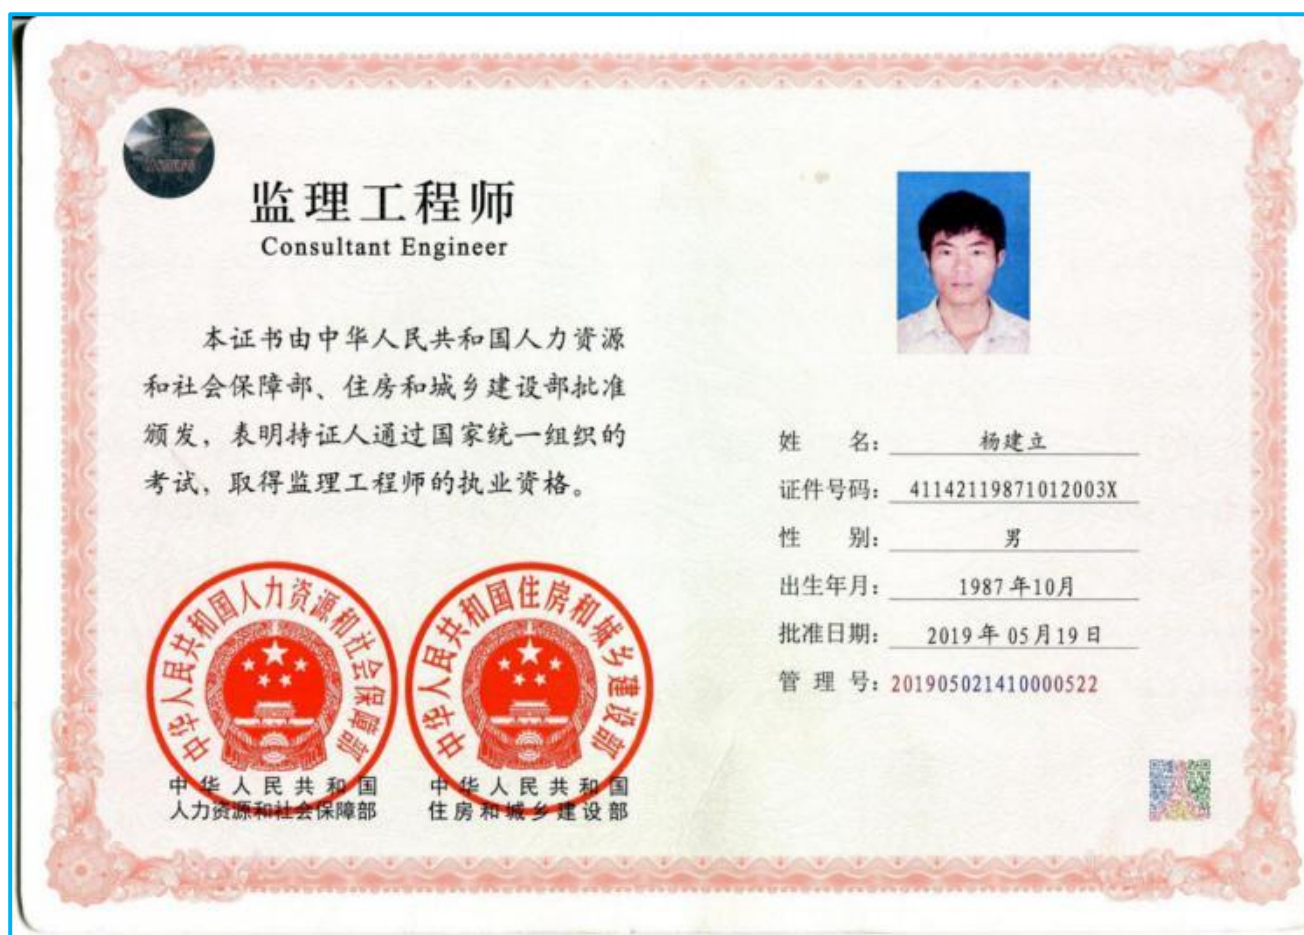 监理工程师
Consultant Engineer
本证书由中华人民共和国人力资源
和社会保障部、住房和城乡建设部批准
颁发，表明持证人通过国家统一组织的
考试，取得监理工程师的执业资格。
中华人民共和国人力资源和社会保障部
中华人民共和国
人力资源和社会保障部
中华人民共和国住房和城乡建设部
中华人民共和国
住房和城乡建设部
姓 名： 杨建立
证件号码： 41142119871012003X
性 别： 男
出生年月： 1987年10月
批准日期： 2019年05月19日
管 理 号： 201905021410000522